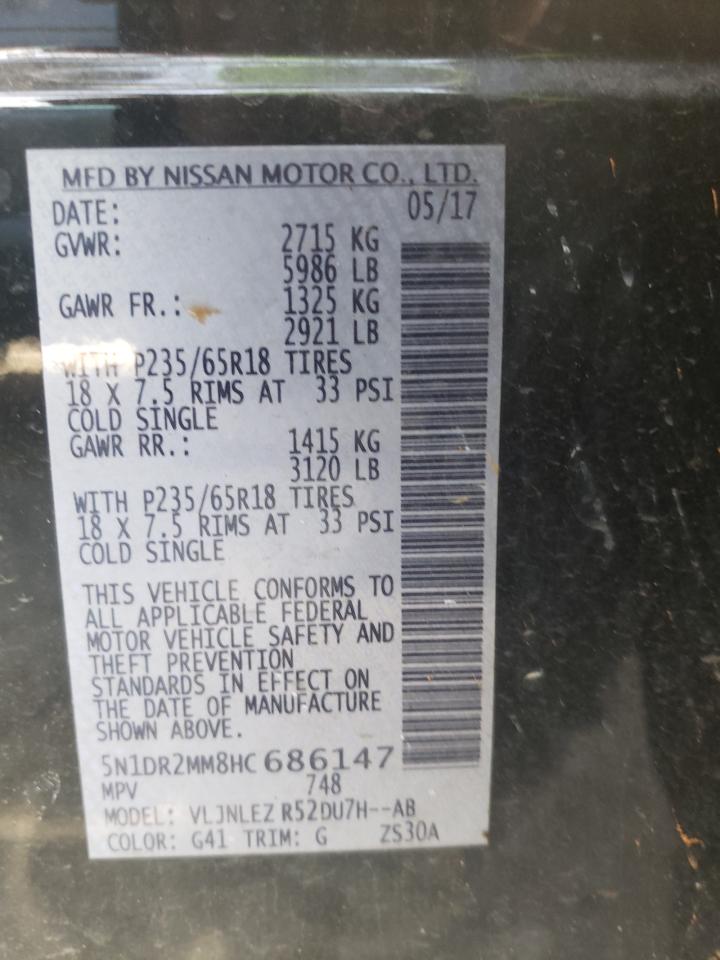 MFD BY NISSAN MOTOR CO., LTD.
DATE: 05/17
GVWR: 2715 KG
5986 LB
GAWR FR.: 1325 KG
2921 LB
WITH P235/65R18 TIRES
18 X 7.5 RIMS AT 33 PSI
COLD SINGLE
GAWR RR.: 1415 KG
3120 LB
WITH P235/65R18 TIRES
18 X 7.5 RIMS AT 33 PSI
COLD SINGLE
THIS VEHICLE CONFORMS TO
ALL APPLICABLE FEDERAL
MOTOR VEHICLE SAFETY AND
THEFT PREVENTION
STANDARDS IN EFFECT ON
THE DATE OF MANUFACTURE
SHOWN ABOVE.
5N1DR2MM8HC686147
MPV 748
MODEL: VLJNLEZ R52DU7H--AB
COLOR: G41 TRIM: G ZS30A